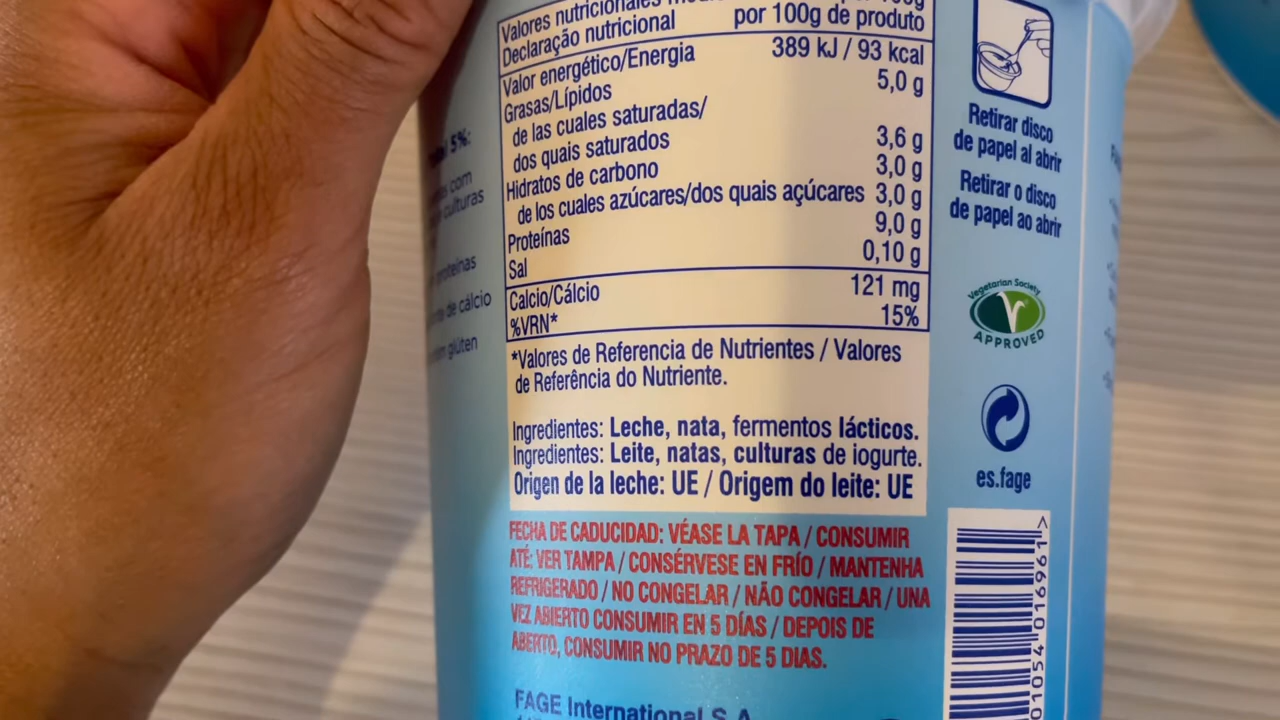 Valores nutricionales
Declaração nutricional
por 100g de produto
Valor energético/Energia 389 kJ / 93 kcal
Grasas/Lípidos 5,0 g
de las cuales saturadas/
dos quais saturados 3,6 g
Hidratos de carbono 3,0 g
de los cuales azúcares/dos quais açúcares 3,0 g
Proteínas 9,0 g
Sal 0,10 g
Calcio/Cálcio 121 mg
%VRN* 15%
*Valores de Referencia de Nutrientes / Valores
de Referência do Nutriente.
Ingredientes: Leche, nata, fermentos lácticos.
Ingredientes: Leite, natas, culturas de iogurte.
Origen de la leche: UE / Origem do leite: UE
FECHA DE CADUCIDAD: VÉASE LA TAPA / CONSUMIR
ATÉ: VER TAMPA / CONSÉRVESE EN FRÍO / MANTENHA
REFRIGERADO / NO CONGELAR / NÃO CONGELAR / UNA
VEZ ABIERTO CONSUMIR EN 5 DÍAS / DEPOIS DE
ABERTO, CONSUMIR NO PRAZO DE 5 DIAS.
FAGE International S.A.
5%:
com
culturas
proteínas
de cálcio
glúten
Retirar disco
de papel al abrir
Retirar o disco
de papel ao abrir
Vegetarian Society
APPROVED
es.fage
01054 016961 >